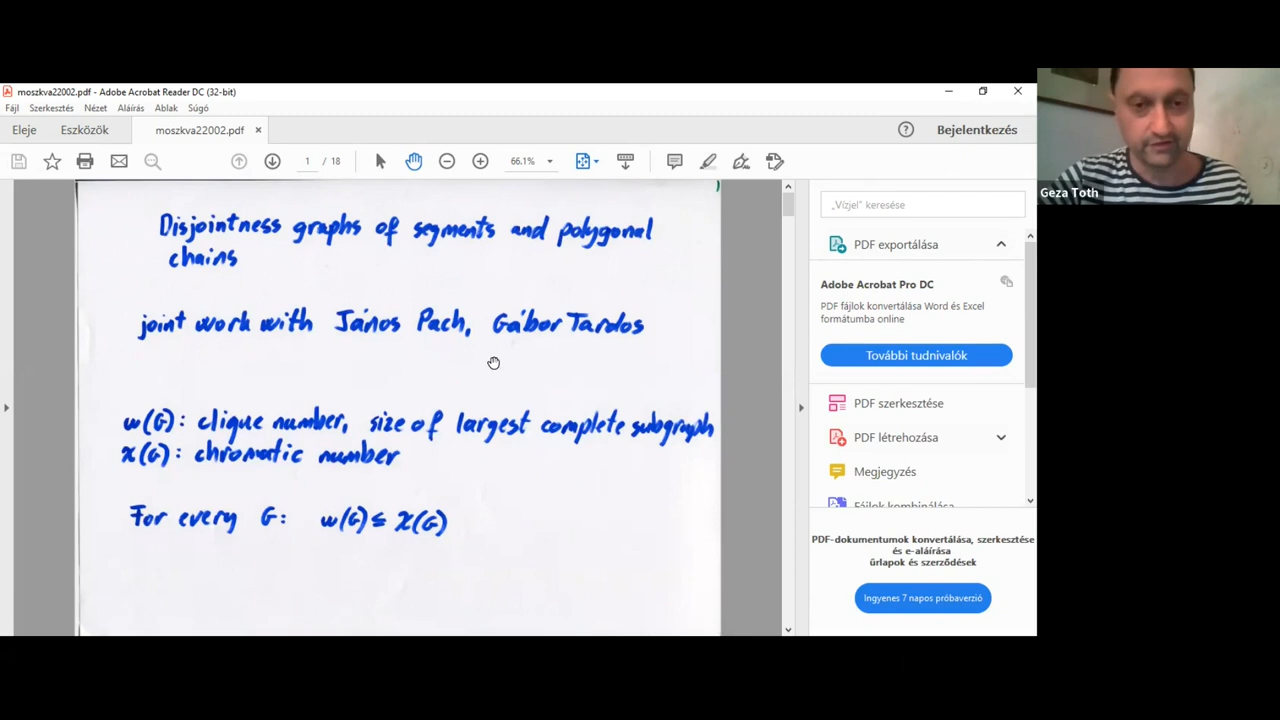 moszkva22002.pdf - Adobe Acrobat Reader DC (32-bit)
Fájl Szerkesztés Nézet Aláírás Ablak Súgó
Eleje Eszközök moszkva22002.pdf × Bejelentkezés
1 / 18 66.1%
Disjointness graphs of segments and polygonal
chains
joint work with János Pach, Gábor Tardos
ω(G): clique number, size of largest complete subgraph
χ(G): chromatic number
For every G: ω(G) ≤ χ(G)
„Vízjel” keresése
PDF exportálása
Adobe Acrobat Pro DC
PDF fájlok konvertálása Word és Excel
formátumba online
További tudnivalók
PDF szerkesztése
PDF létrehozása
Megjegyzés
Fájlok kombinálása
PDF-dokumentumok konvertálása, szerkesztése
és e-aláírása
űrlapok és szerződések
Ingyenes 7 napos próbaverzió
Geza Toth